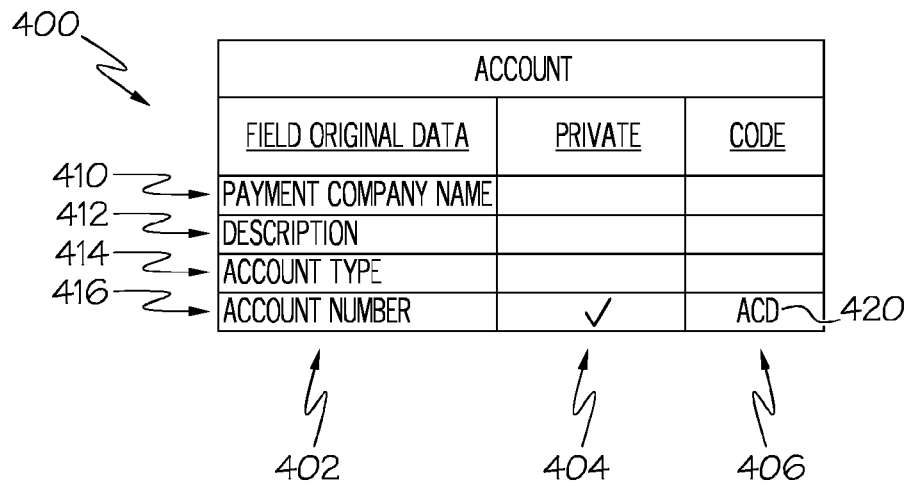 400
ACCOUNT
FIELD ORIGINAL DATA PRIVATE CODE
410 PAYMENT COMPANY NAME
412 DESCRIPTION
414 ACCOUNT TYPE
416 ACCOUNT NUMBER ✓ ACD 420
402 404 406